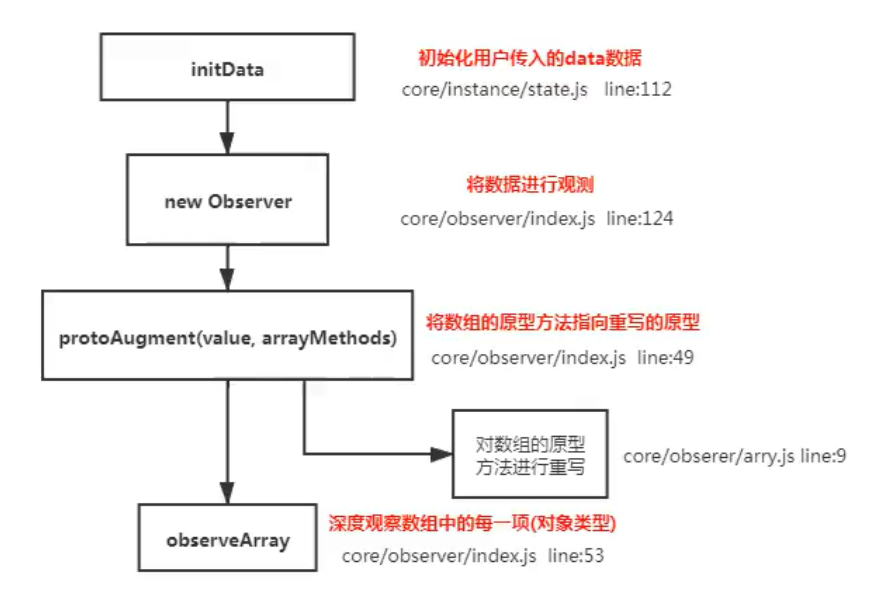 initData
初始化用户传入的data数据
core/instance/state.js line:112
new Observer
将数据进行观测
core/observer/index.js line:124
protoAugment(value, arrayMethods)
将数组的原型方法指向重写的原型
core/observer/index.js line:49
对数组的原型
方法进行重写
core/obserer/arry.js line:9
observeArray
深度观察数组中的每一项(对象类型)
core/observer/index.js line:53